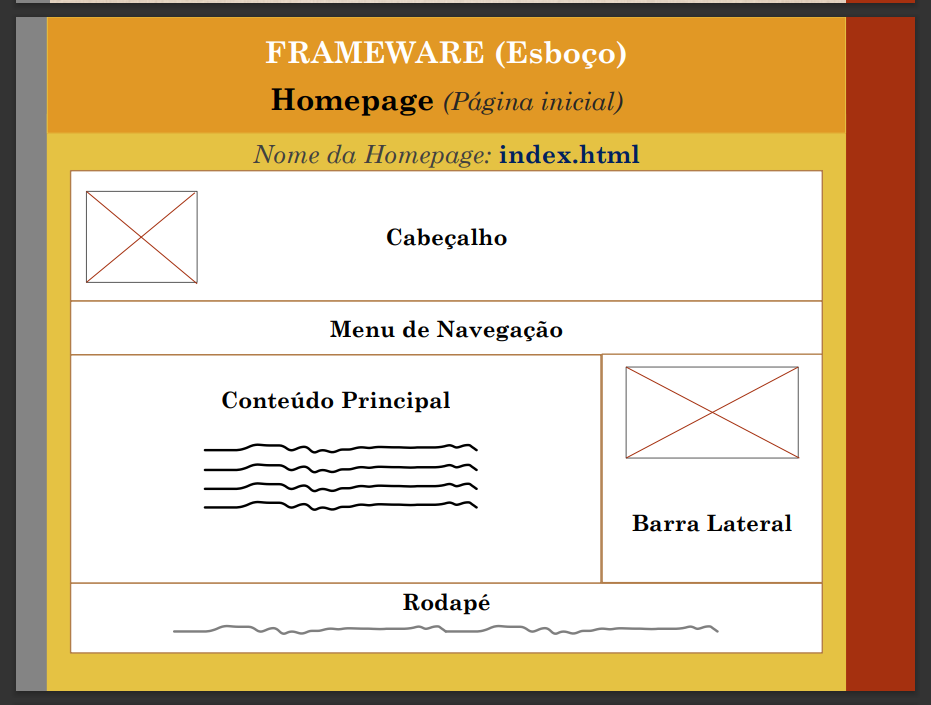 FRAMEWARE (Esboço)
Homepage (Página inicial)
Nome da Homepage: index.html
Cabeçalho
Menu de Navegação
Conteúdo Principal
Barra Lateral
Rodapé